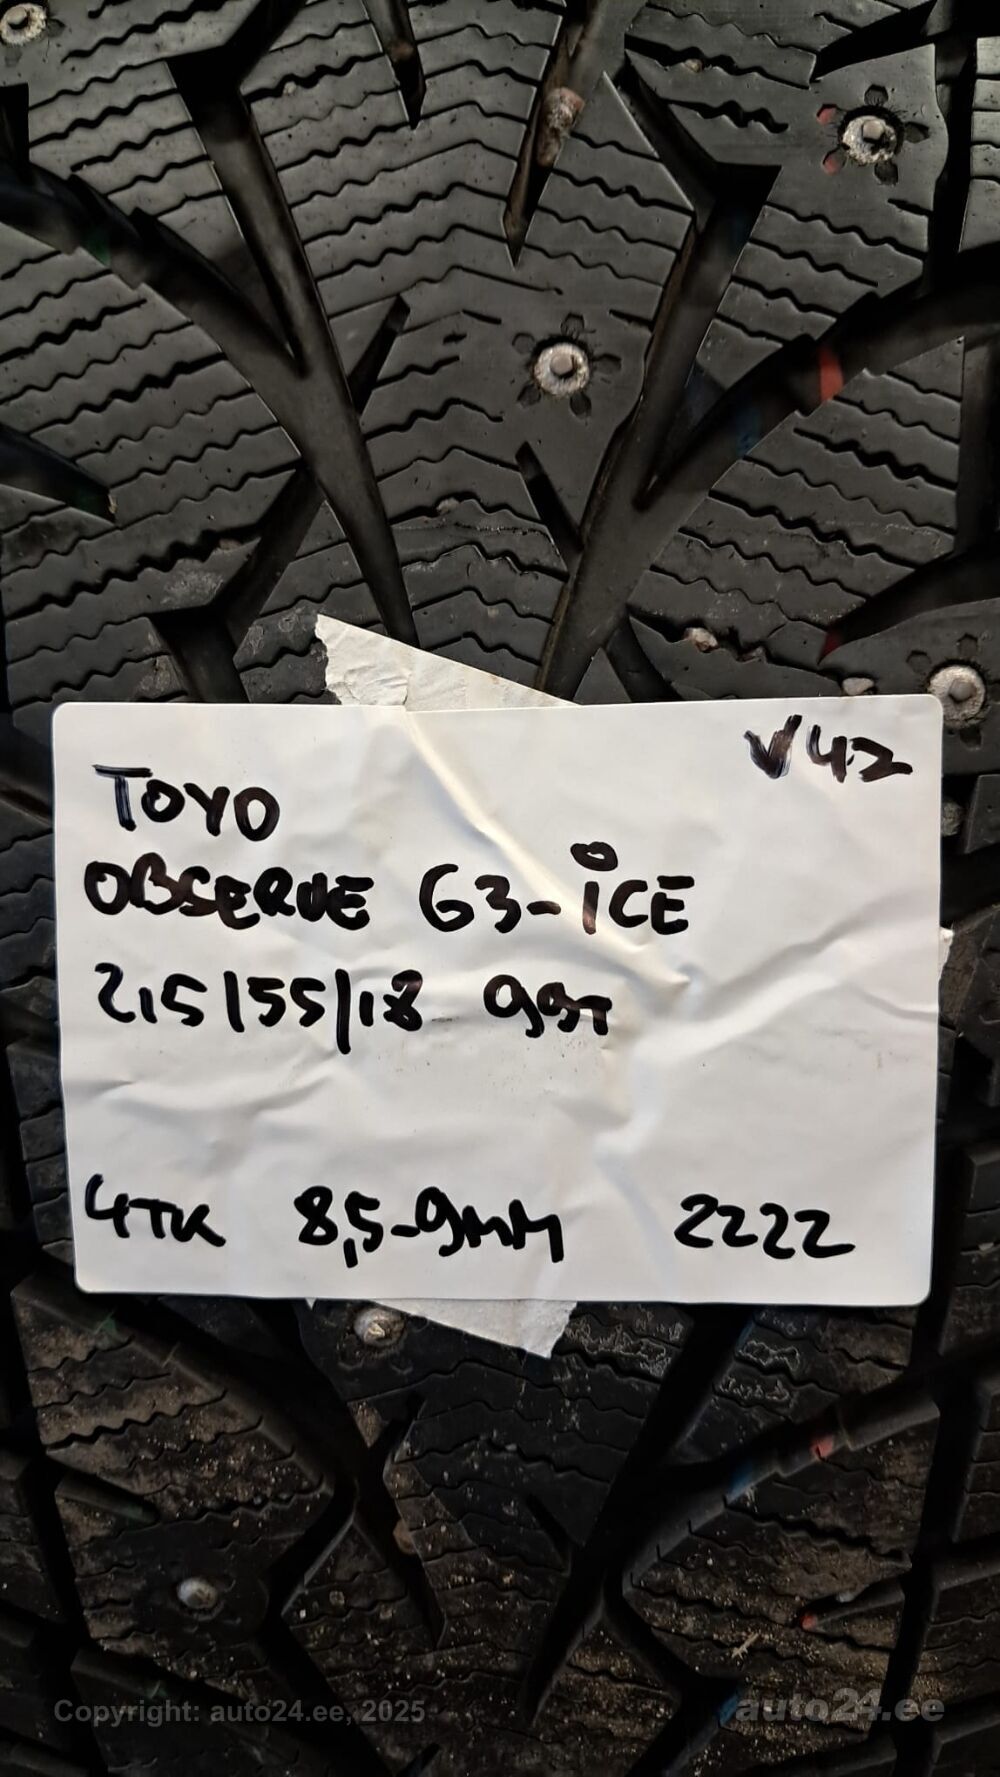 V42
TOYO
OBSERVE G3-iCE
215/55/18 99T
4TK 8,5-9MM 2222
Copyright: auto24.ee, 2025
auto24.ee